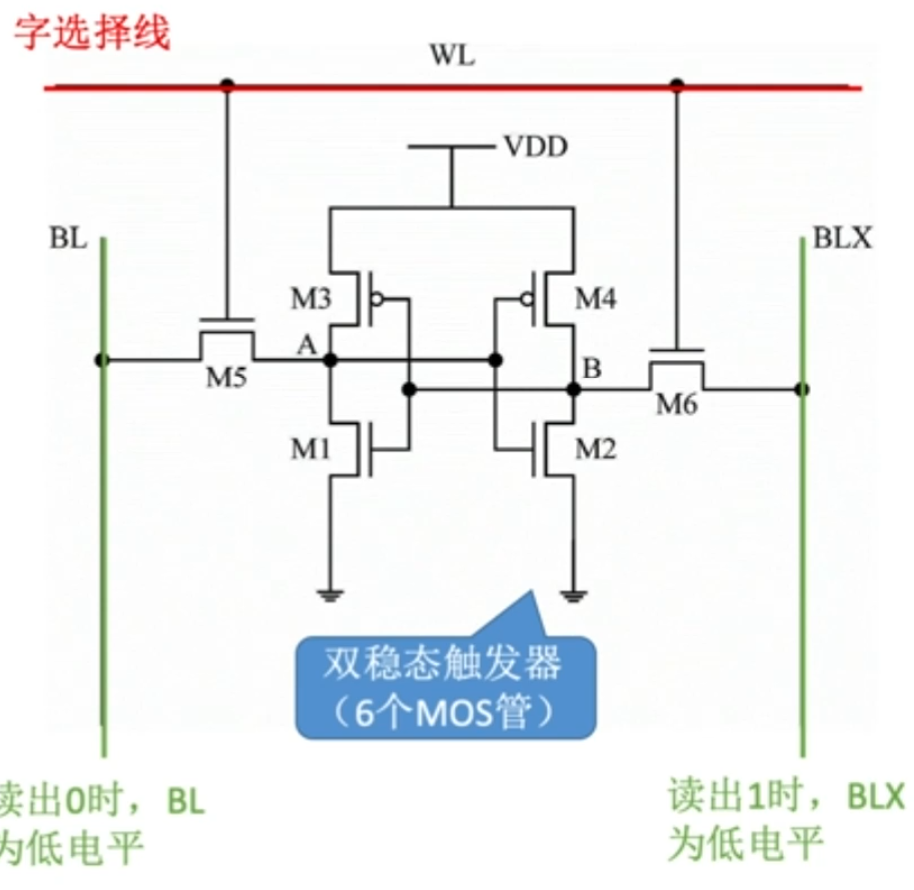 字选择线
WL
VDD
BL
BLX
M3
M4
A
B
M5
M6
M1
M2
双稳态触发器
（6个MOS管）
读出0时，BL
为低电平
读出1时，BLX
为低电平